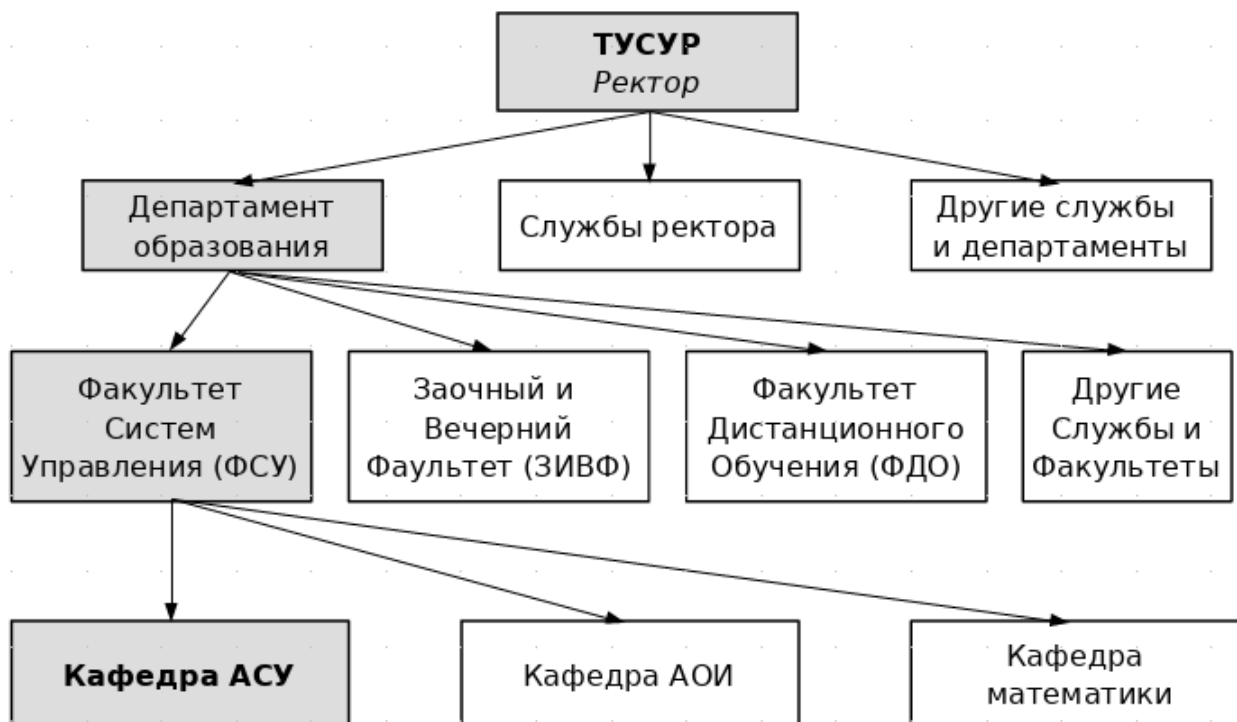 ТУСУР
Ректор
Департамент
образования
Службы ректора
Другие службы
и департаменты
Факультет
Систем
Управления (ФСУ)
Заочный и
Вечерний
Фаультет (ЗИВФ)
Факультет
Дистанционного
Обучения (ФДО)
Другие
Службы и
Факультеты
Кафедра АСУ
Кафедра АОИ
Кафедра
математики